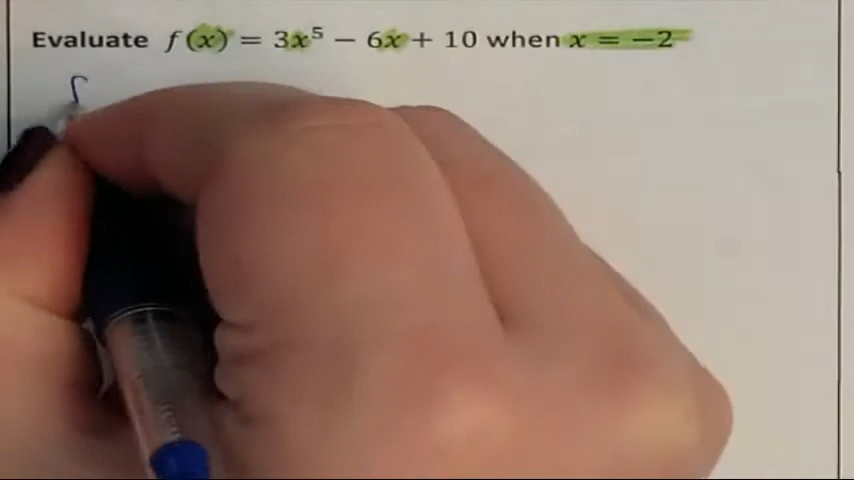 Evaluate f(x) = 3x⁵ − 6x + 10 when x = −2